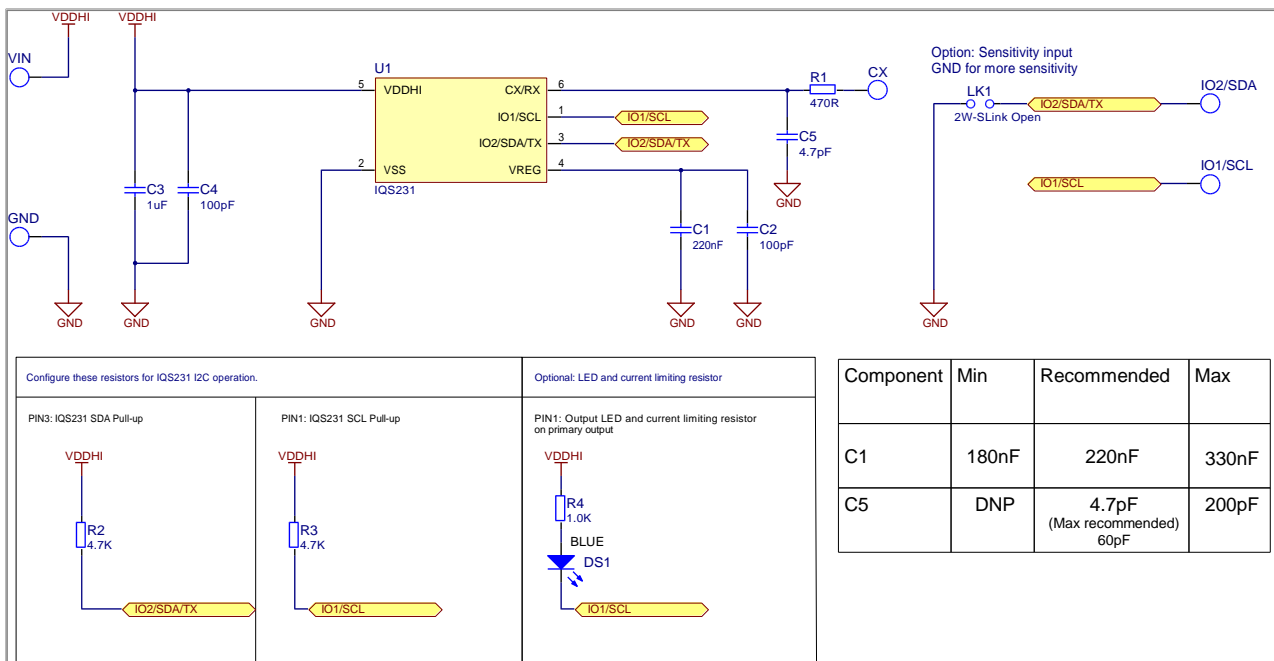 VDDHI
VDDHI
VIN
GND
GND
GND
C3
1uF
C4
100pF
U1
5 VDDHI CX/RX 6
IO1/SCL 1 IO1/SCL
IO2/SDA/TX 3 IO2/SDA/TX
2 VSS VREG 4
IQS231
GND
R1
470R
CX
C5
4.7pF
GND
C1
220nF
C2
100pF
GND
GND
Option: Sensitivity input
GND for more sensitivity
LK1
2W-SLink Open
IO2/SDA/TX
IO2/SDA
IO1/SCL
IO1/SCL
GND
Configure these resistors for IQS231 I2C operation.
Optional: LED and current limiting resistor
PIN3: IQS231 SDA Pull-up
VDDHI
R2
4.7K
IO2/SDA/TX
PIN1: IQS231 SCL Pull-up
VDDHI
R3
4.7K
IO1/SCL
PIN1: Output LED and current limiting resistor
on primary output
VDDHI
R4
1.0K
BLUE
DS1
IO1/SCL
Component Min Recommended Max
C1 180nF 220nF 330nF
C5 DNP 4.7pF 200pF
(Max recommended)
60pF